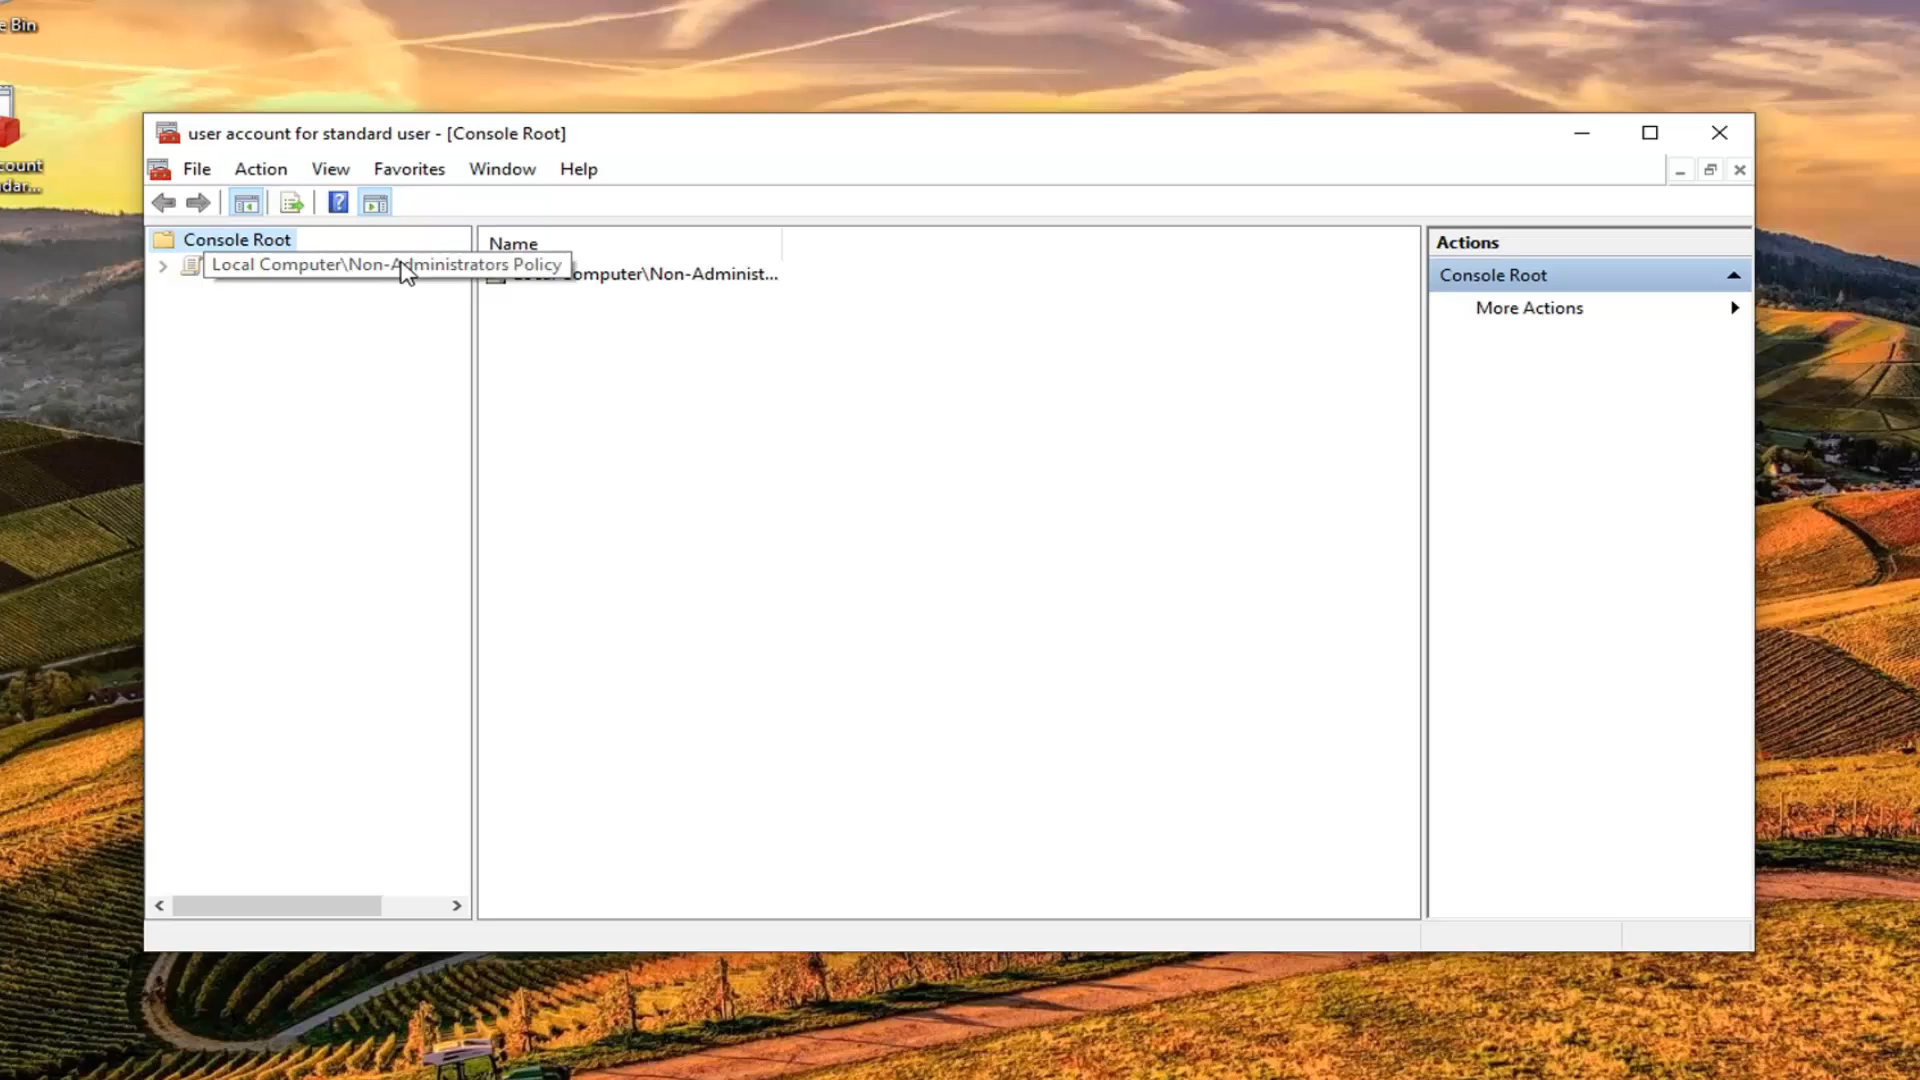 e Bin
count
dar...
user account for standard user - [Console Root]
File Action View Favorites Window Help
Console Root
Local Computer\Non-Administrators Policy
Name
Computer\Non-Administ...
Actions
Console Root
More Actions